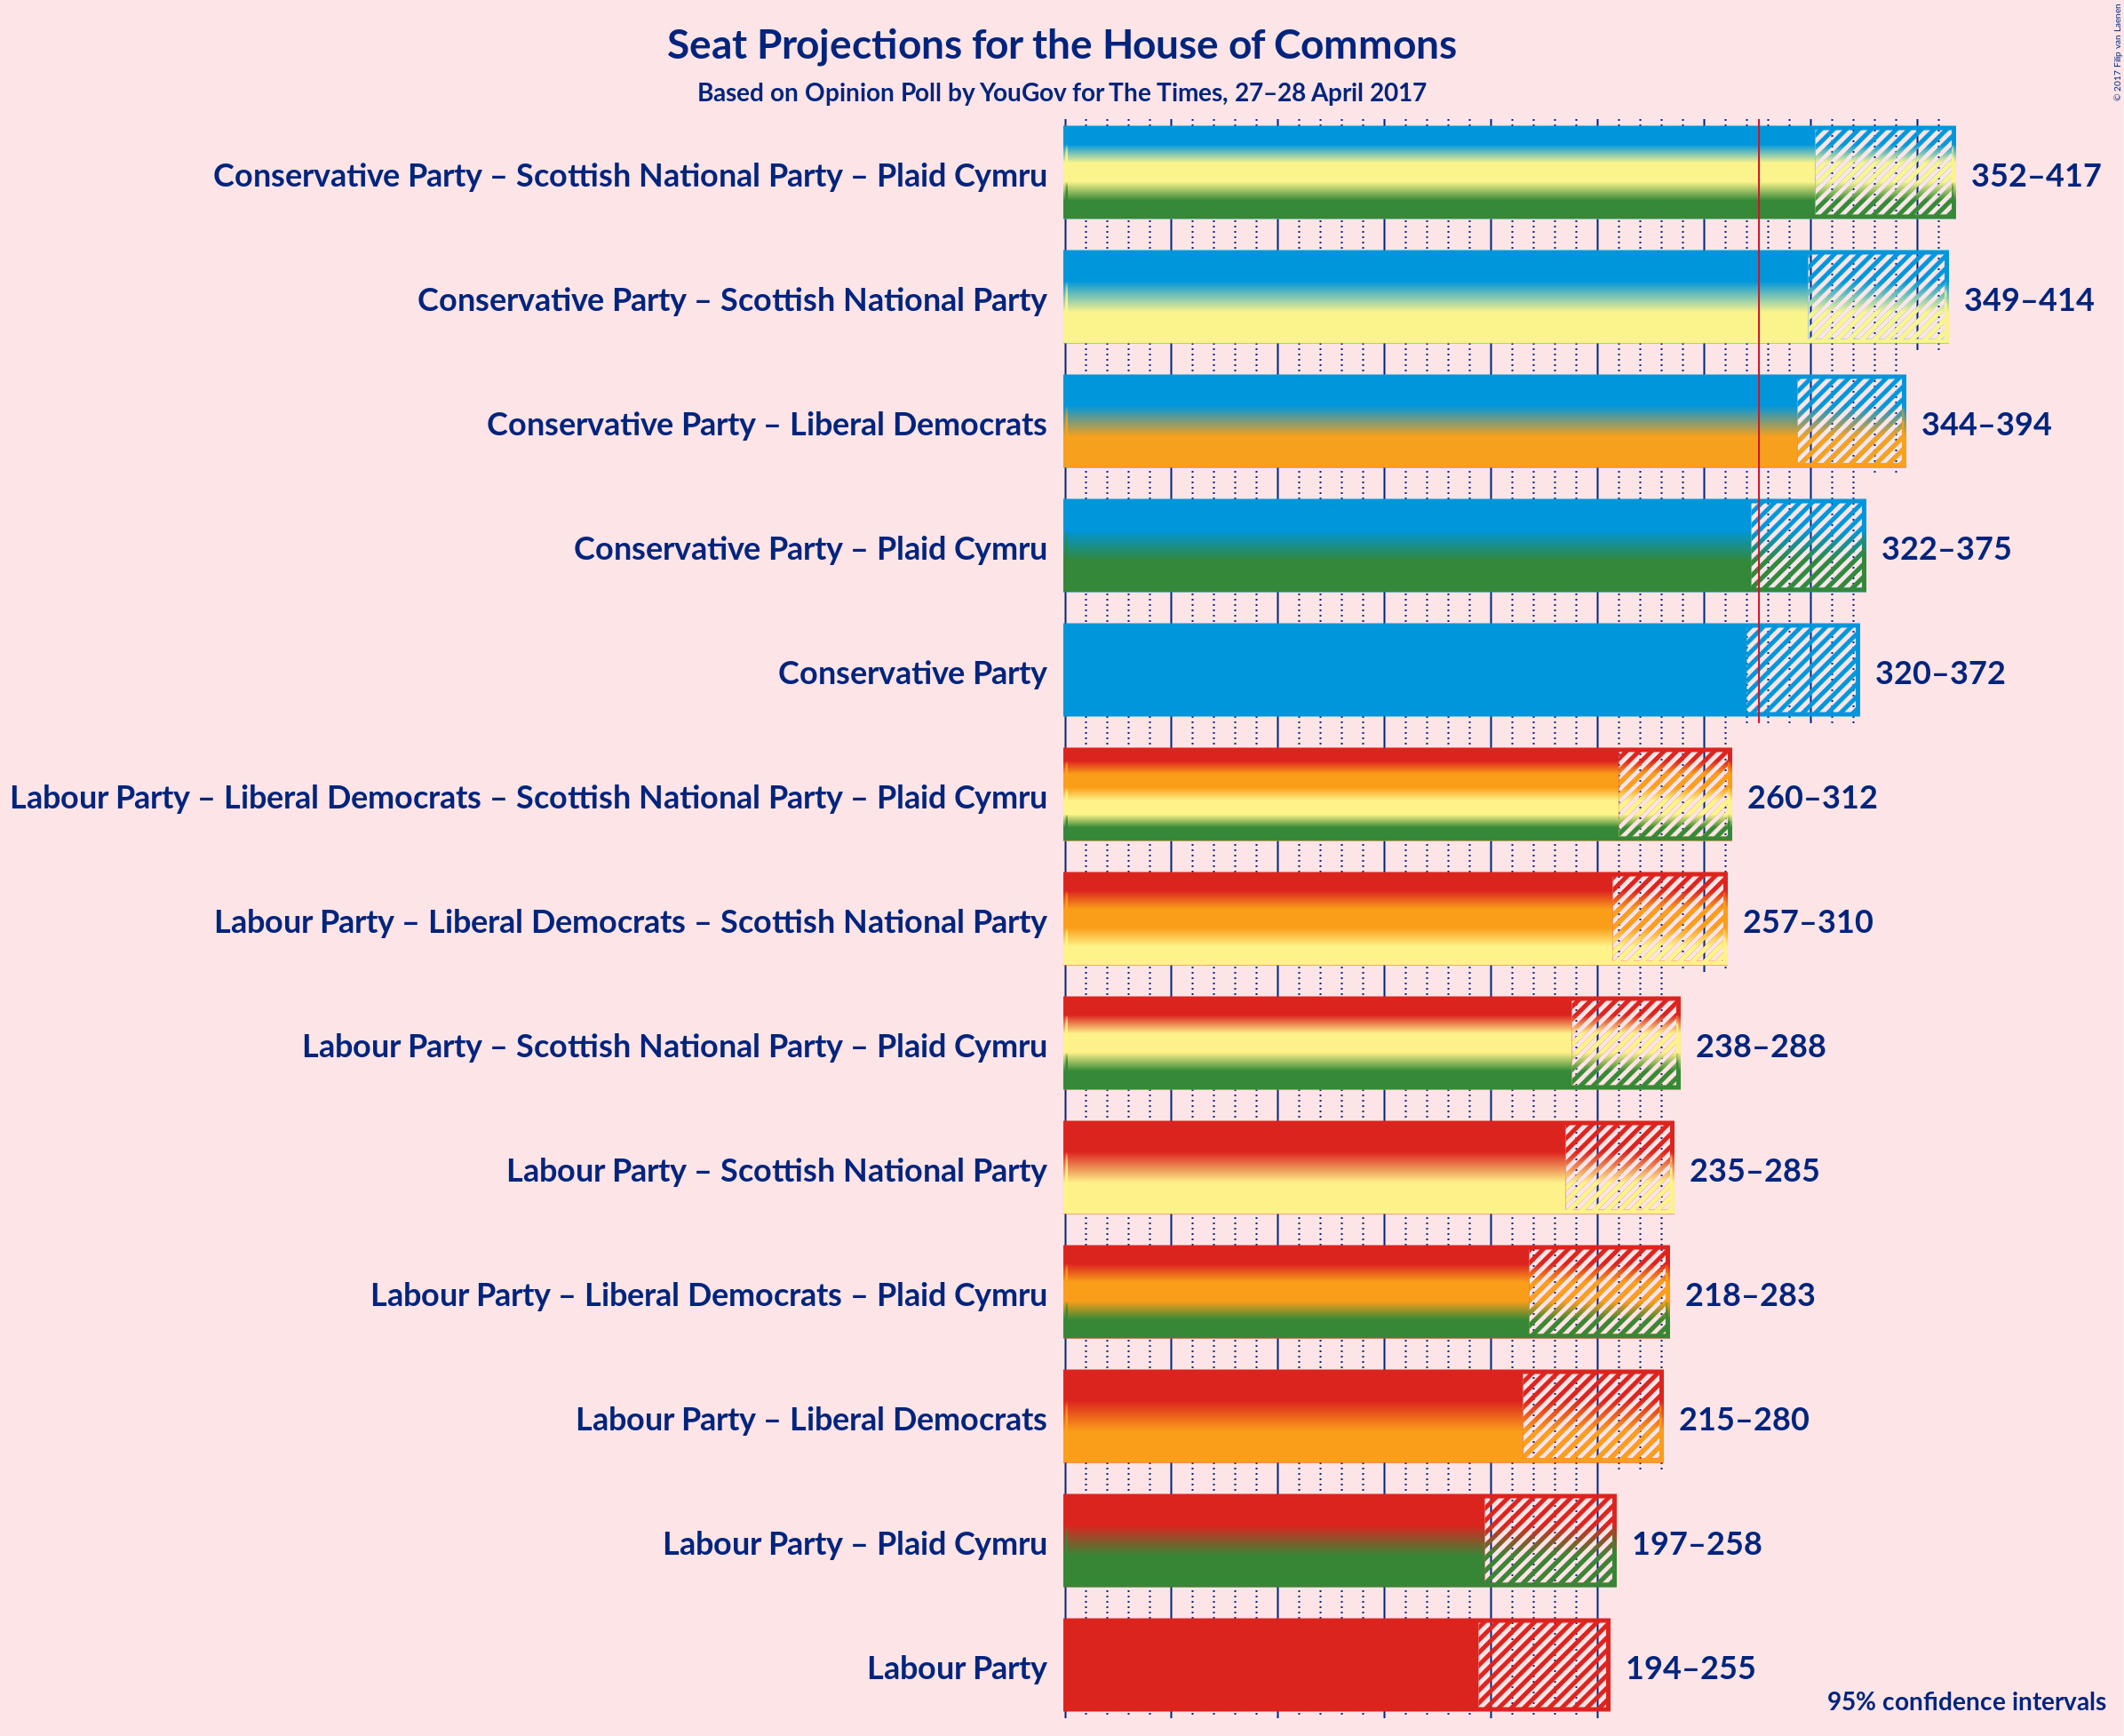 Seat Projections for the House of Commons
Based on Opinion Poll by YouGov for The Times, 27–28 April 2017
© 2017 Filip van Laenen
Conservative Party – Scottish National Party – Plaid Cymru 352–417
Conservative Party – Scottish National Party 349–414
Conservative Party – Liberal Democrats 344–394
Conservative Party – Plaid Cymru 322–375
Conservative Party 320–372
Labour Party – Liberal Democrats – Scottish National Party – Plaid Cymru 260–312
Labour Party – Liberal Democrats – Scottish National Party 257–310
Labour Party – Scottish National Party – Plaid Cymru 238–288
Labour Party – Scottish National Party 235–285
Labour Party – Liberal Democrats – Plaid Cymru 218–283
Labour Party – Liberal Democrats 215–280
Labour Party – Plaid Cymru 197–258
Labour Party 194–255
95% confidence intervals